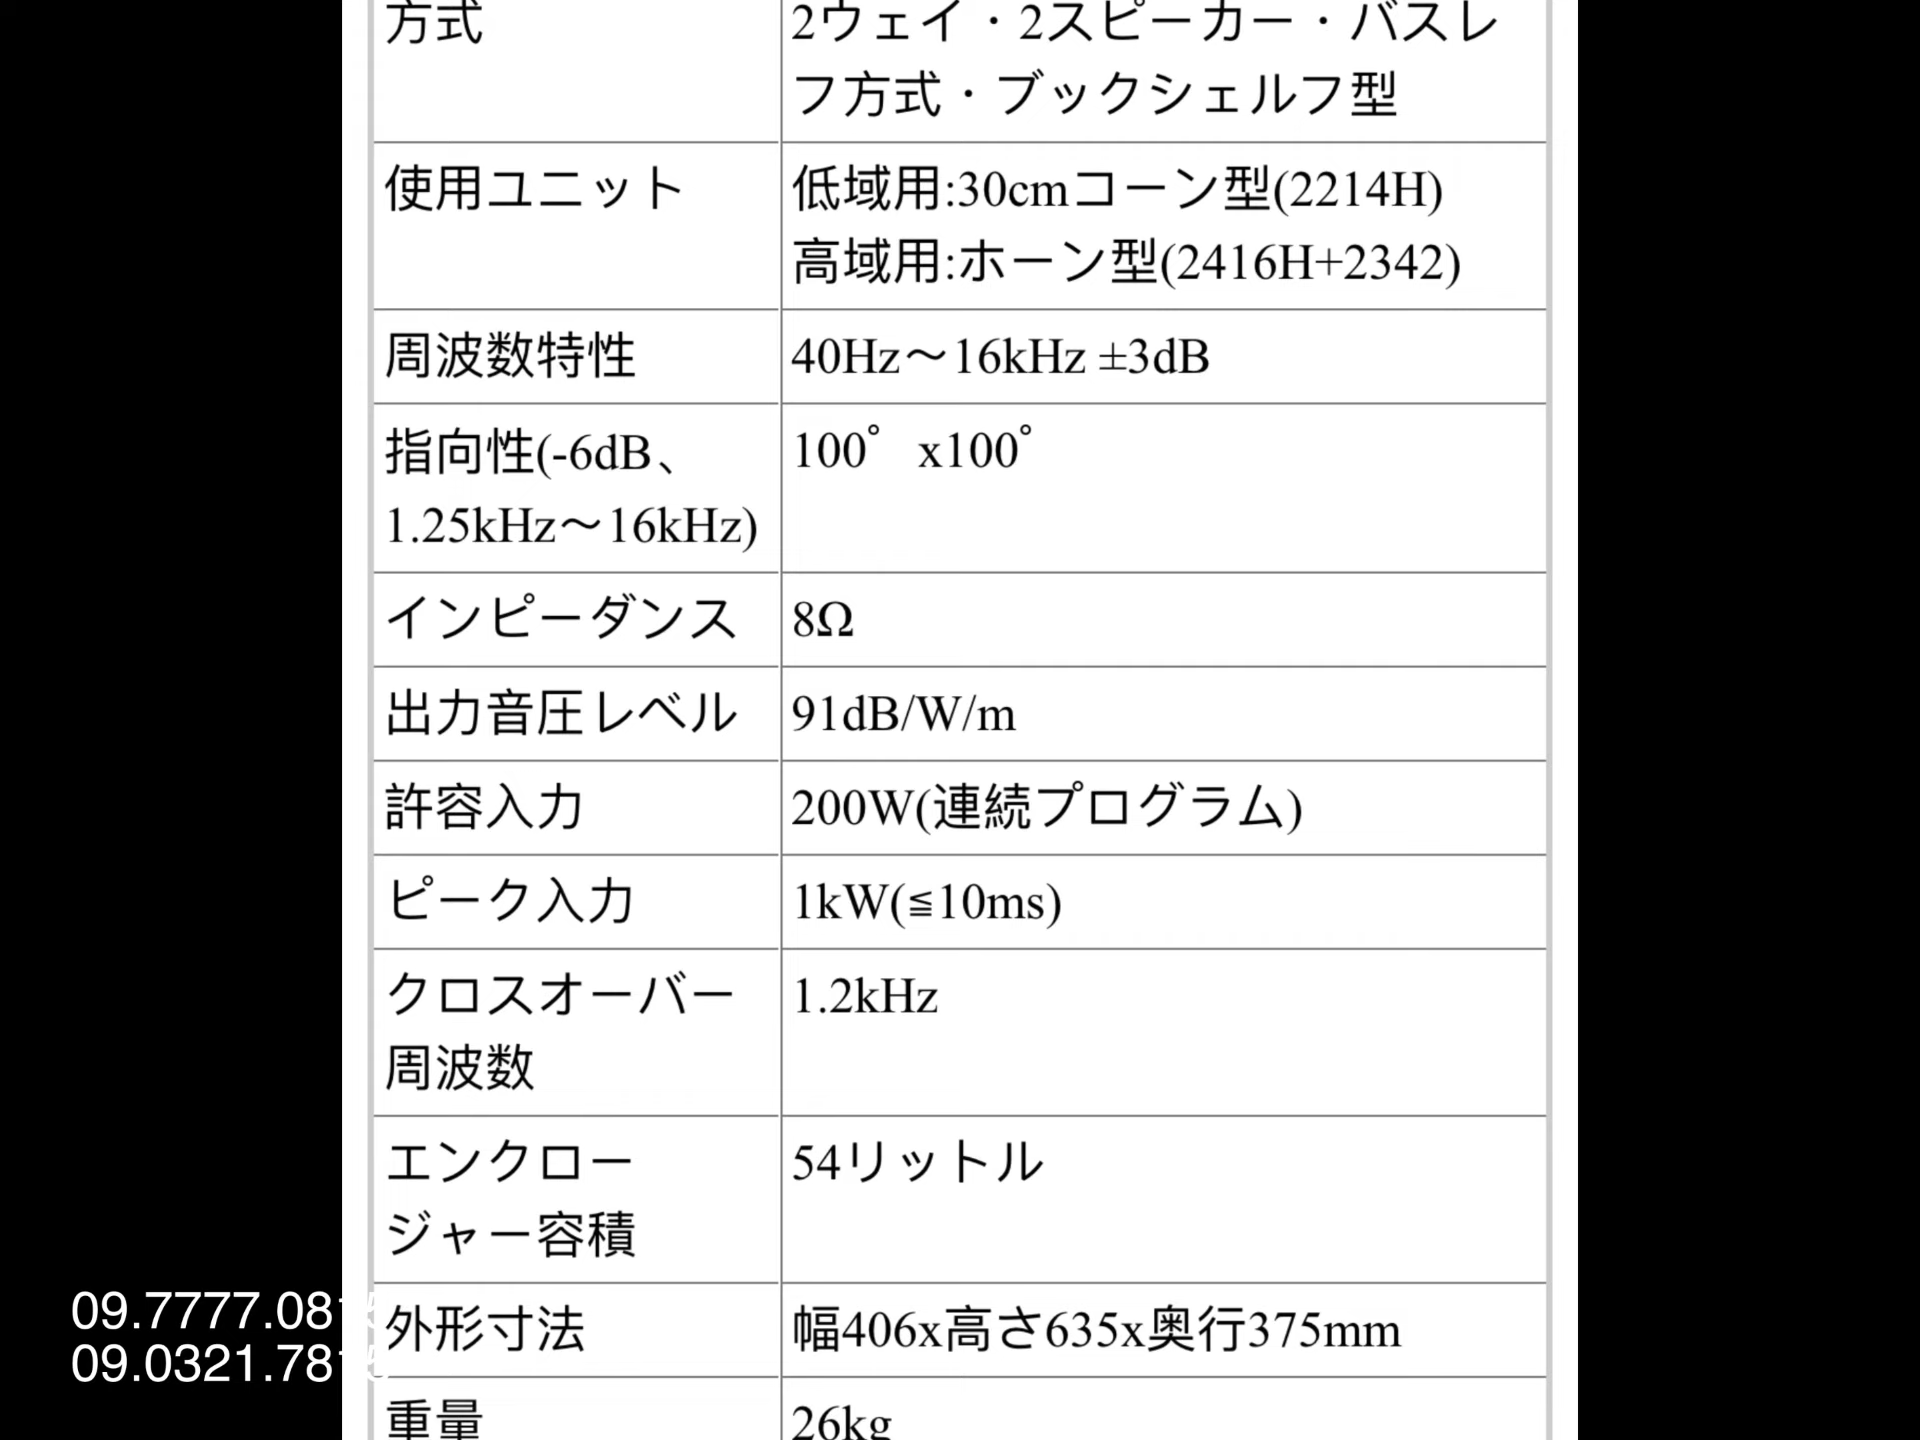 方式
2ウェイ・2スピーカー・バスレ
フ方式・ブックシェルフ型
使用ユニット
低域用:30cmコーン型(2214H)
高域用:ホーン型(2416H+2342)
周波数特性
40Hz〜16kHz ±3dB
指向性(-6dB、
1.25kHz〜16kHz)
100ﾟ x100ﾟ
インピーダンス
8Ω
出力音圧レベル
91dB/W/m
許容入力
200W(連続プログラム)
ピーク入力
1kW(≦10ms)
クロスオーバー
周波数
1.2kHz
エンクロー
ジャー容積
54リットル
外形寸法
幅406x高さ635x奥行375mm
重量
26kg
09.7777.0815
09.0321.7815